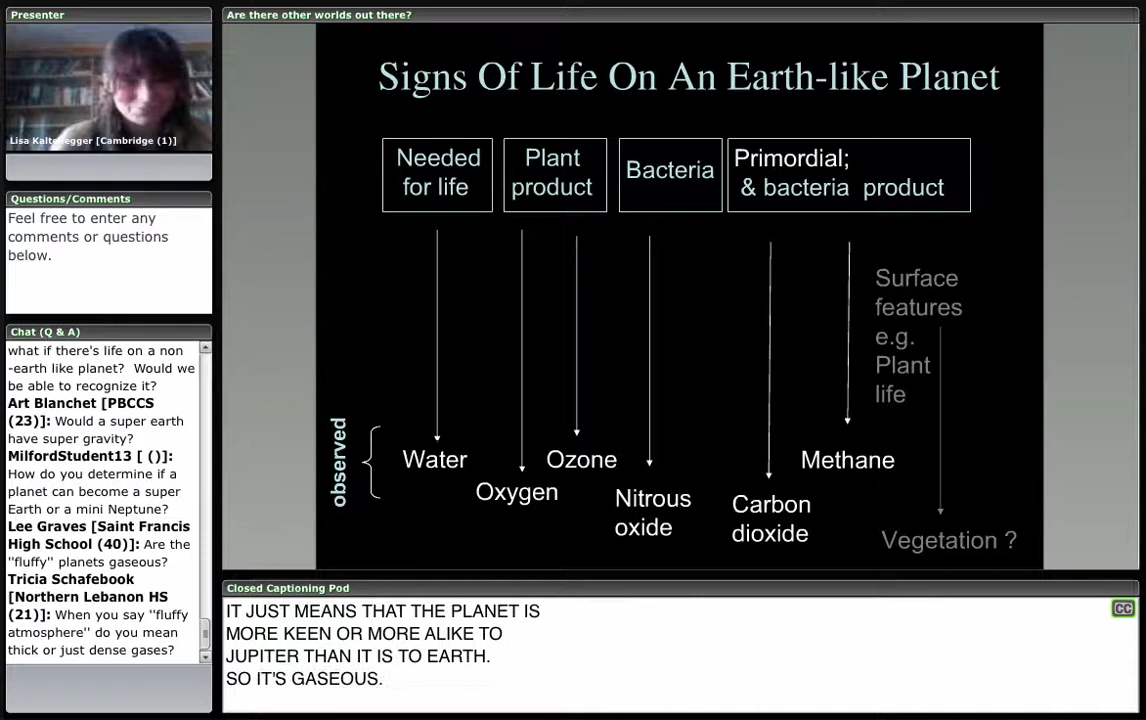 Presenter
Lisa Kaltenegger [Cambridge (1)]
Questions/Comments
Feel free to enter any
comments or questions
below.
Chat (Q & A)
what if there's life on a non
-earth like planet? Would we
be able to recognize it?
Art Blanchet [PBCCS
(23)]: Would a super earth
have super gravity?
MilfordStudent13 [ ()]:
How do you determine if a
planet can become a super
Earth or a mini Neptune?
Lee Graves [Saint Francis
High School (40)]: Are the
"fluffy" planets gaseous?
Tricia Schafebook
[Northern Lebanon HS
(21)]: When you say "fluffy
atmosphere" do you mean
thick or just dense gases?
Are there other worlds out there?
Signs Of Life On An Earth-like Planet
Needed
for life
Plant
product
Bacteria
Primordial;
& bacteria product
Surface
features
e.g.
Plant
life
observed
Water
Oxygen
Ozone
Nitrous
oxide
Carbon
dioxide
Methane
Vegetation ?
Closed Captioning Pod
IT JUST MEANS THAT THE PLANET IS
MORE KEEN OR MORE ALIKE TO
JUPITER THAN IT IS TO EARTH.
SO IT'S GASEOUS.
CC